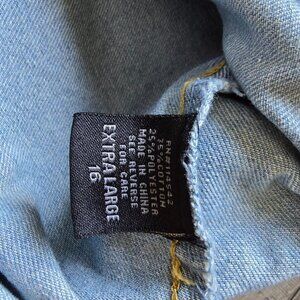 75%COTTON
25%POLYESTER
MADE IN CHINA
SEE REVERSE
FOR CARE
EXTRA LARGE
16